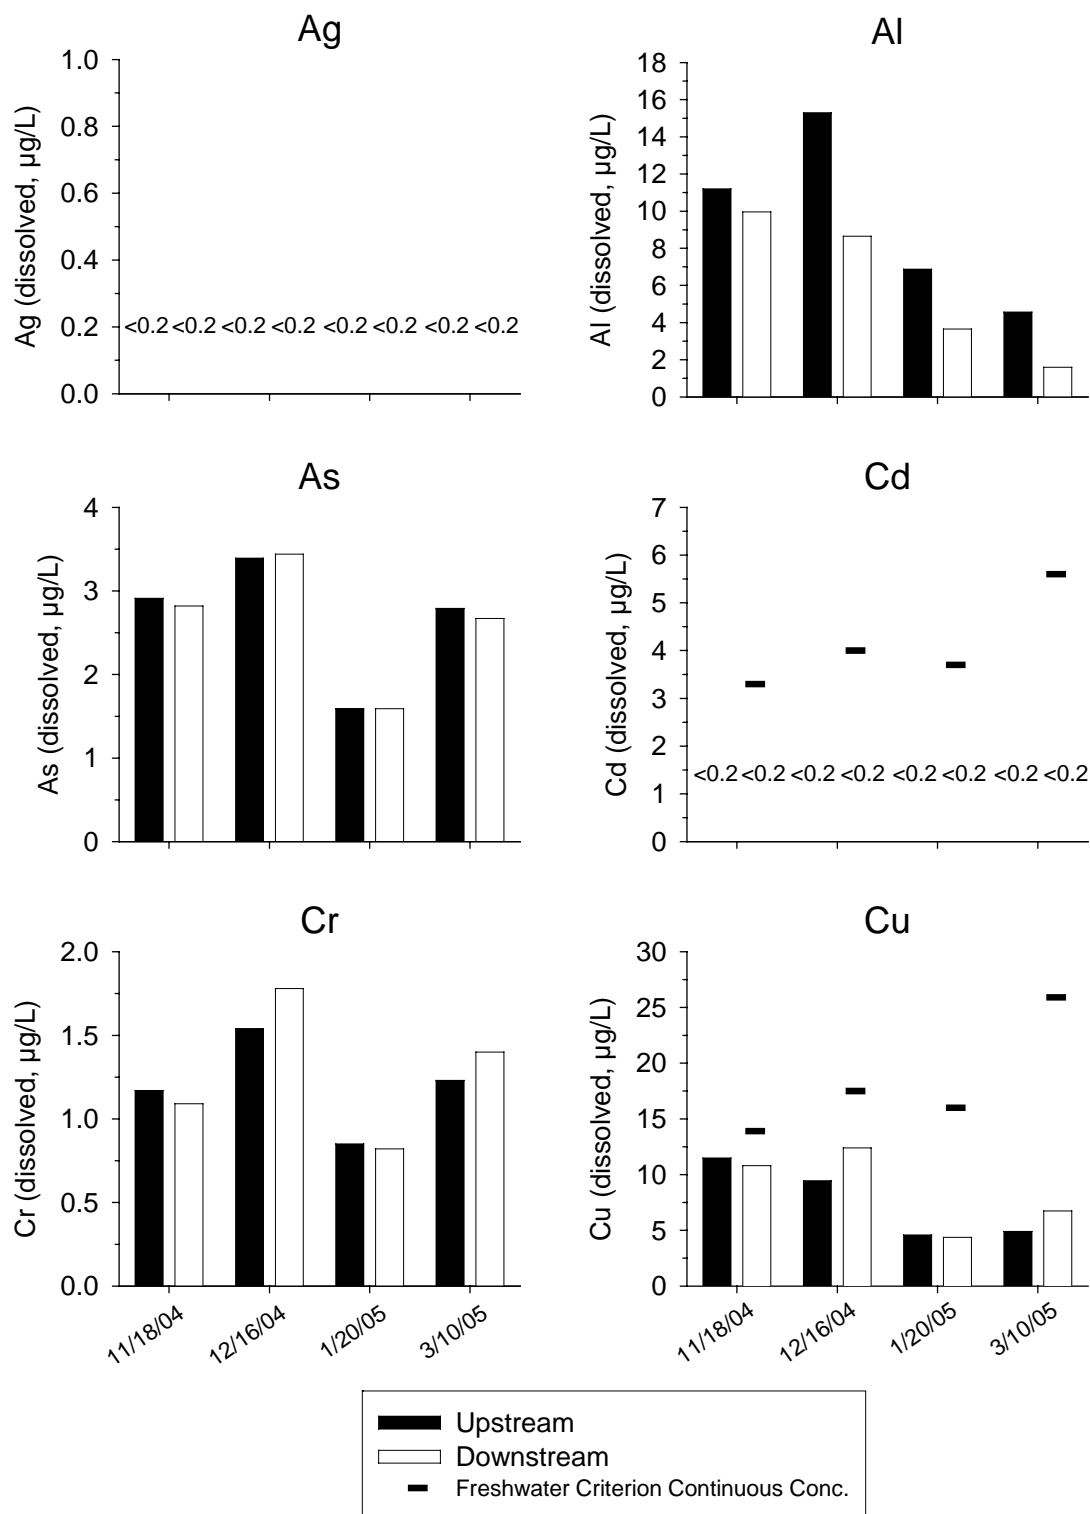 Ag
Ag (dissolved, µg/L)
1.0
0.8
0.6
0.4
0.2
0.0
<0.2 <0.2 <0.2 <0.2 <0.2 <0.2 <0.2 <0.2
Al
Al (dissolved, µg/L)
18
16
14
12
10
8
6
4
2
0
As
As (dissolved, µg/L)
4
3
2
1
0
Cd
Cd (dissolved, µg/L)
7
6
5
4
3
2
1
0
<0.2 <0.2 <0.2 <0.2 <0.2 <0.2 <0.2 <0.2
Cr
Cr (dissolved, µg/L)
2.0
1.5
1.0
0.5
0.0
11/18/04
12/16/04
1/20/05
3/10/05
Cu
Cu (dissolved, µg/L)
30
25
20
15
10
5
0
11/18/04
12/16/04
1/20/05
3/10/05
Upstream
Downstream
Freshwater Criterion Continuous Conc.